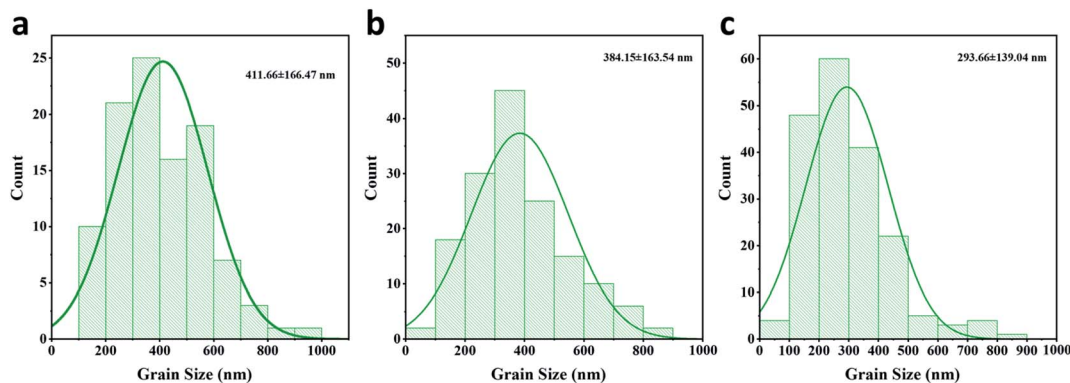 a
25
20
15
10
5
0
Count
0 200 400 600 800 1000
Grain Size (nm)
411.66±166.47 nm
b
50
40
30
20
10
0
Count
0 200 400 600 800 1000
Grain Size (nm)
384.15±163.54 nm
c
60
50
40
30
20
10
0
Count
0 100 200 300 400 500 600 700 800 900 1000
Grain Size (nm)
293.66±139.04 nm